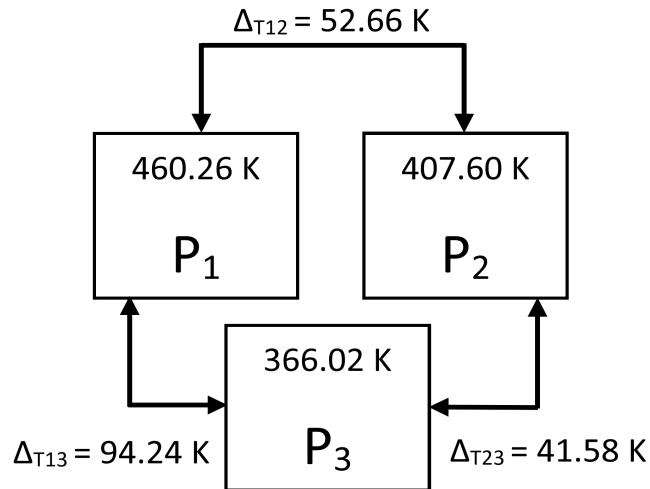 ΔT12 = 52.66 K
460.26 K
407.60 K
P1
P2
366.02 K
P3
ΔT13 = 94.24 K
ΔT23 = 41.58 K